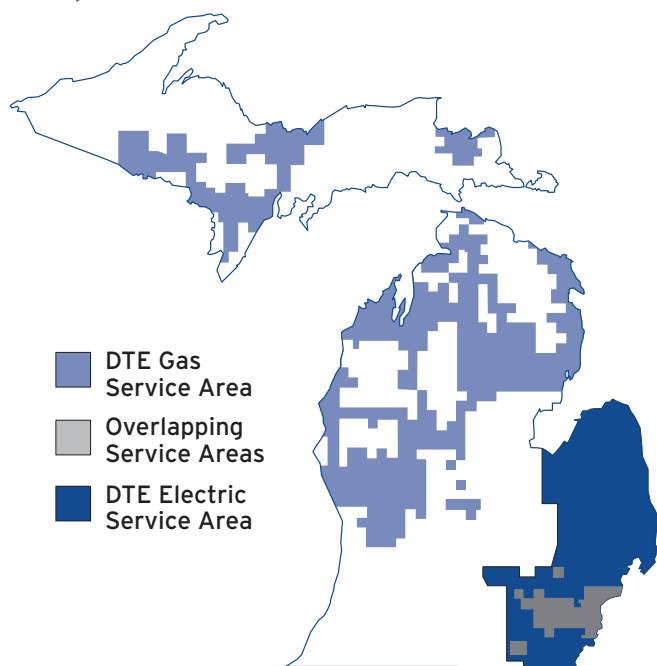 DTE Gas
Service Area
Overlapping
Service Areas
DTE Electric
Service Area